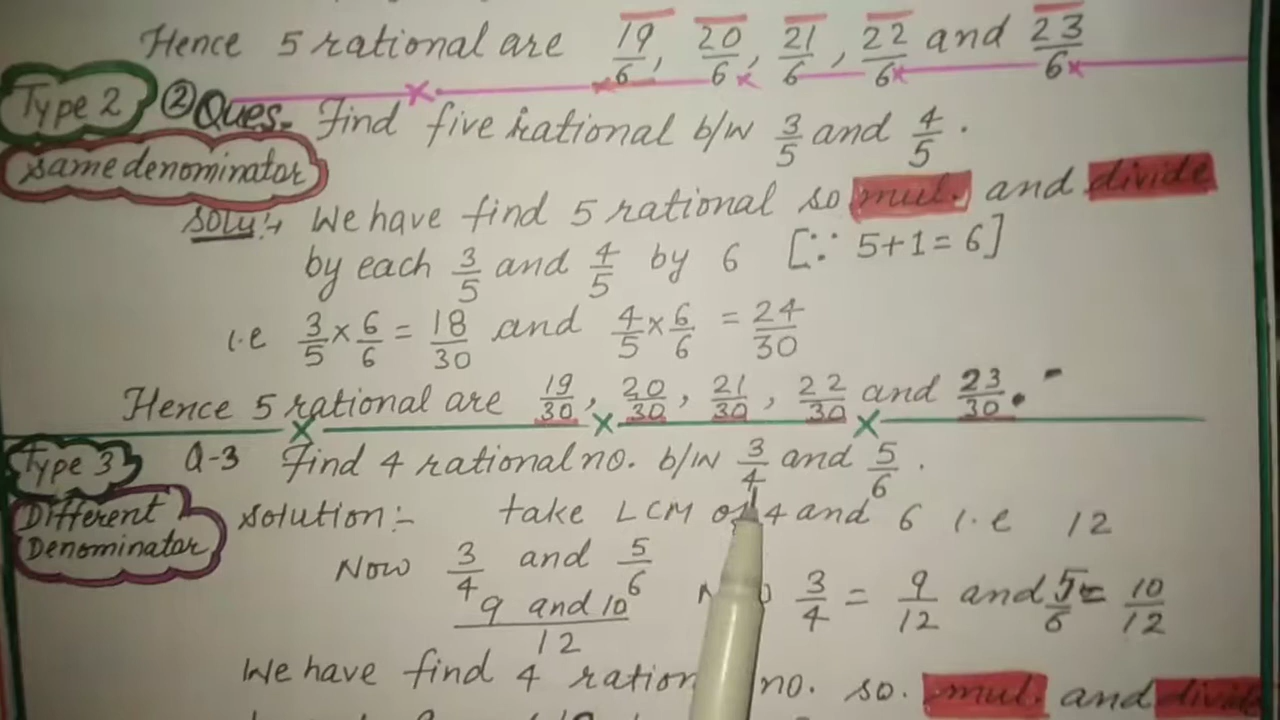 Hence 5 rational are 19/6, 20/6, 21/6, 22/6 and 23/6
Type 2 ② Ques. Find five rational b/w 3/5 and 4/5.
same denominator
Solu:→ We have find 5 rational so mul. and divide
by each 3/5 and 4/5 by 6 [∵ 5+1=6]
i.e 3/5 × 6/6 = 18/30 and 4/5 × 6/6 = 24/30
Hence 5 rational are 19/30, 20/30, 21/30, 22/30 and 23/30.
Type 3 Q-3 Find 4 rational no. b/w 3/4 and 5/6.
Different Denominator
solution:- take LCM of 4 and 6 i.e 12
Now 3/4 and 5/6
9 and 10/12
3/4 = 9/12 and 5/6 = 10/12
We have find 4 no. so. mul. and divide